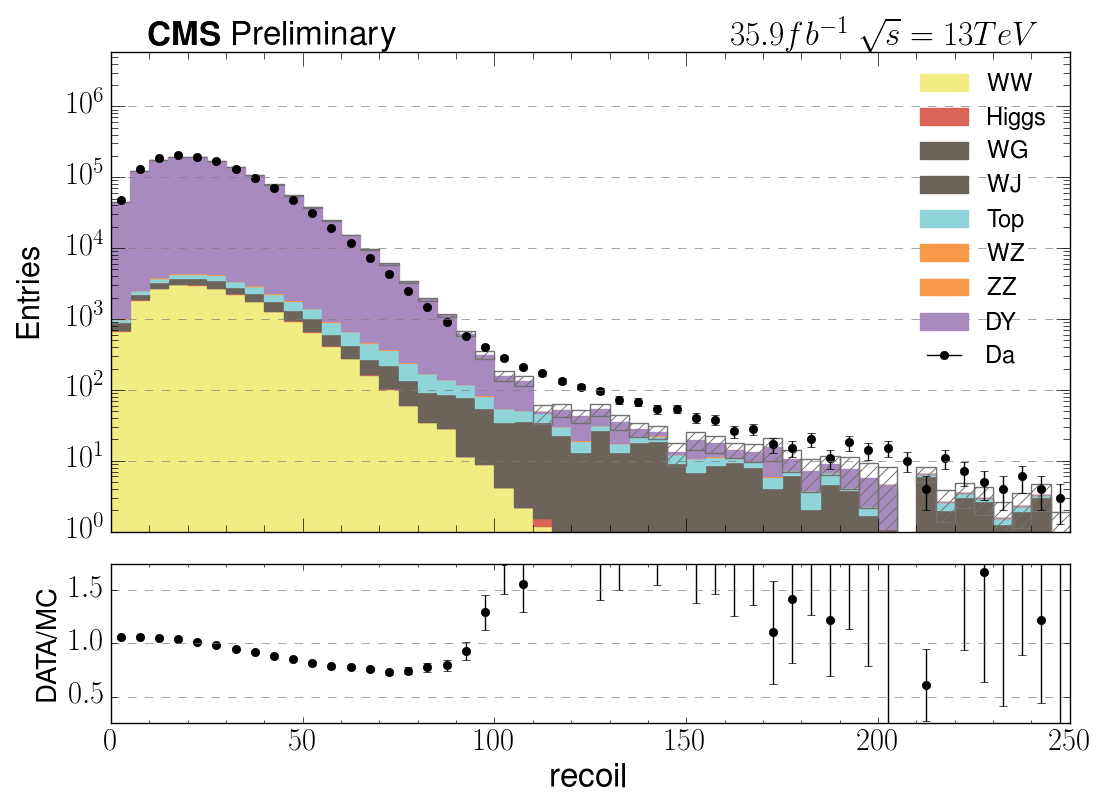 CMS Preliminary 35.9fb⁻¹ √s = 13TeV
WW
Higgs
WG
WJ
Top
WZ
ZZ
DY
Da
Entries
10⁶
10⁵
10⁴
10³
10²
10¹
10⁰
DATA/MC
1.5
1.0
0.5
0 50 100 150 200 250
recoil